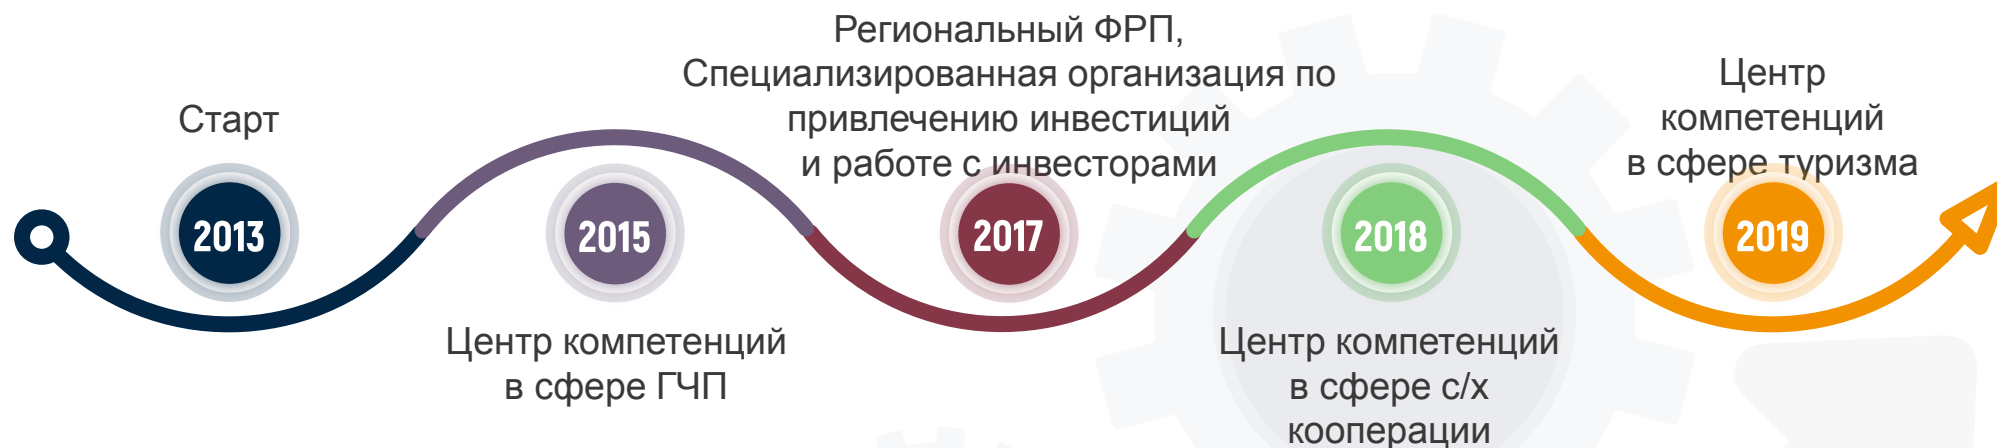 Старт
2013
2015
Центр компетенций
в сфере ГЧП
Региональный ФРП,
Специализированная организация по
привлечению инвестиций
и работе с инвесторами
2017
2018
Центр компетенций
в сфере с/х
кооперации
Центр
компетенций
в сфере туризма
2019